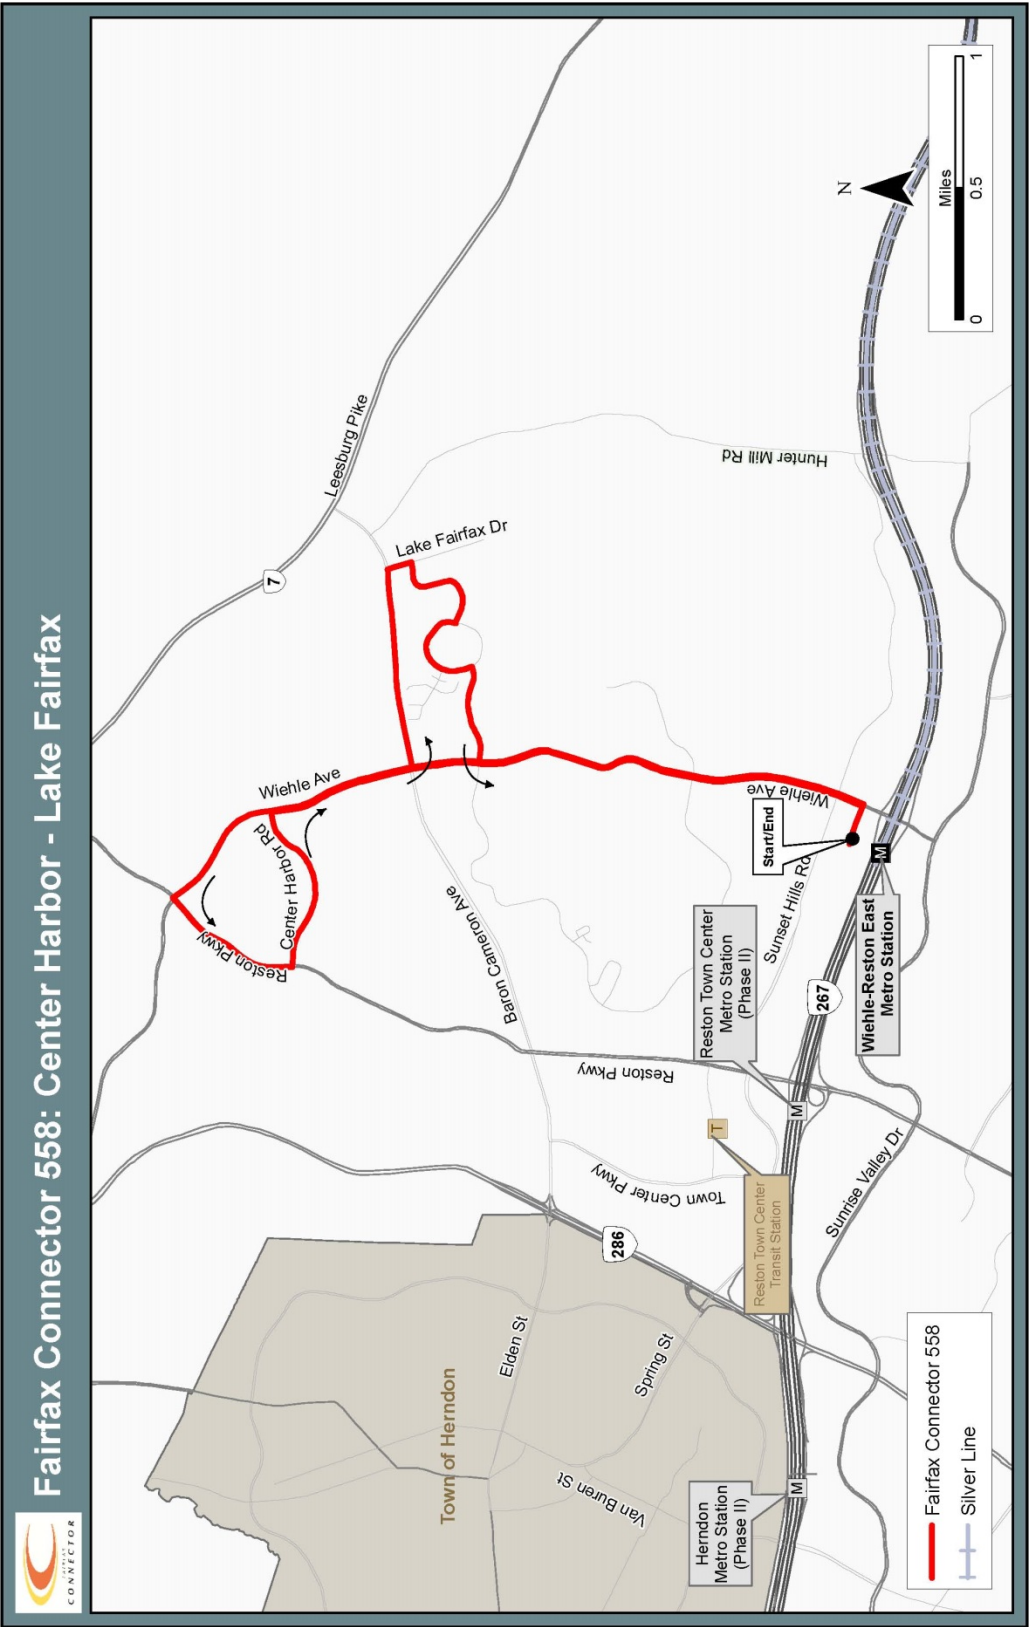 Fairfax Connector 558: Center Harbor - Lake Fairfax
FAIRFAX
CONNECTOR
Leesburg Pike
7
Lake Fairfax Dr
Hunter Mill Rd
Wiehle Ave
Center Harbor Rd
Reston Pkwy
Baron Cameron Ave
Reston Pkwy
Wiehle Ave
Start/End
Sunset Hills Rd
Reston Town Center
Metro Station
(Phase II)
M
M
267
Wiehle-Reston East
Metro Station
Town Center Pkwy
T
Reston Town Center
Transit Station
Sunrise Valley Dr
286
Elden St
Spring St
Town of Herndon
Van Buren St
Herndon
Metro Station
(Phase II)
M
N
Miles
0 0.5 1
Fairfax Connector 558
Silver Line